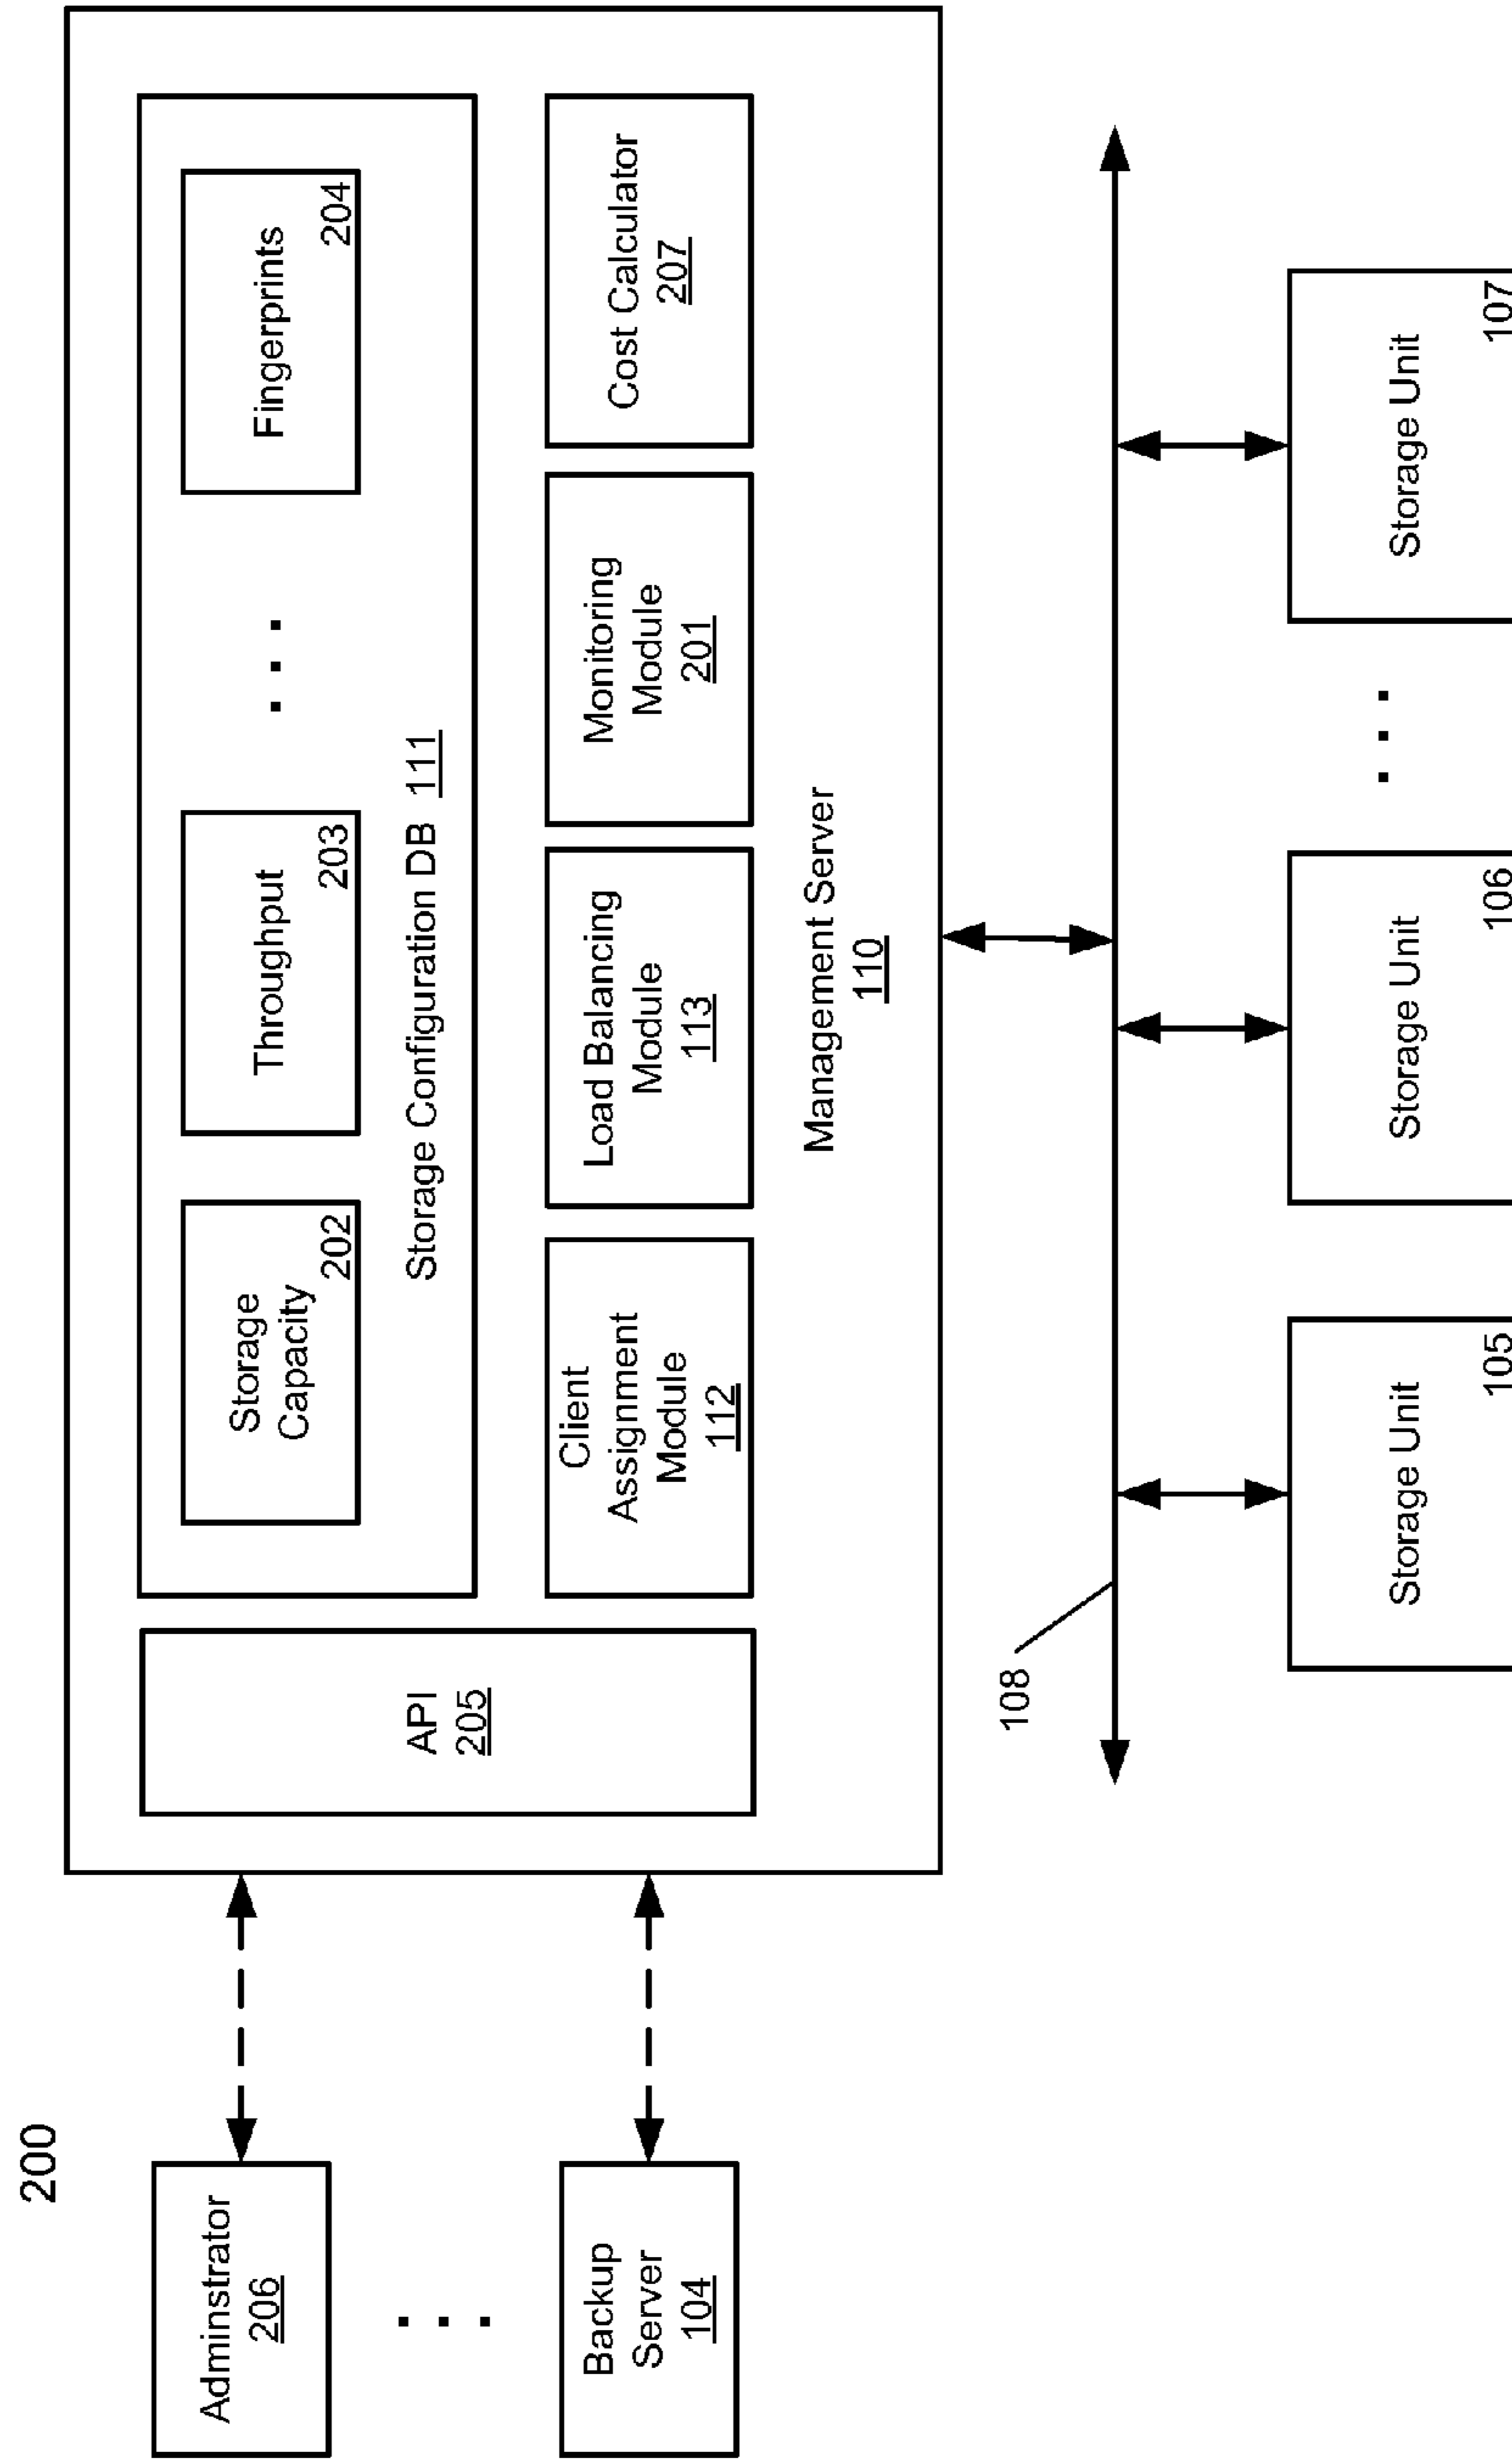 200
Adminstrator
206
Backup
Server
104
API
205
Storage
Capacity
202
Throughput
203
Fingerprints
204
Storage Configuration DB 111
Client
Assignment
Module
112
Load Balancing
Module
113
Monitoring
Module
201
Cost Calculator
207
Management Server
110
108
Storage Unit
105
Storage Unit
106
Storage Unit
107